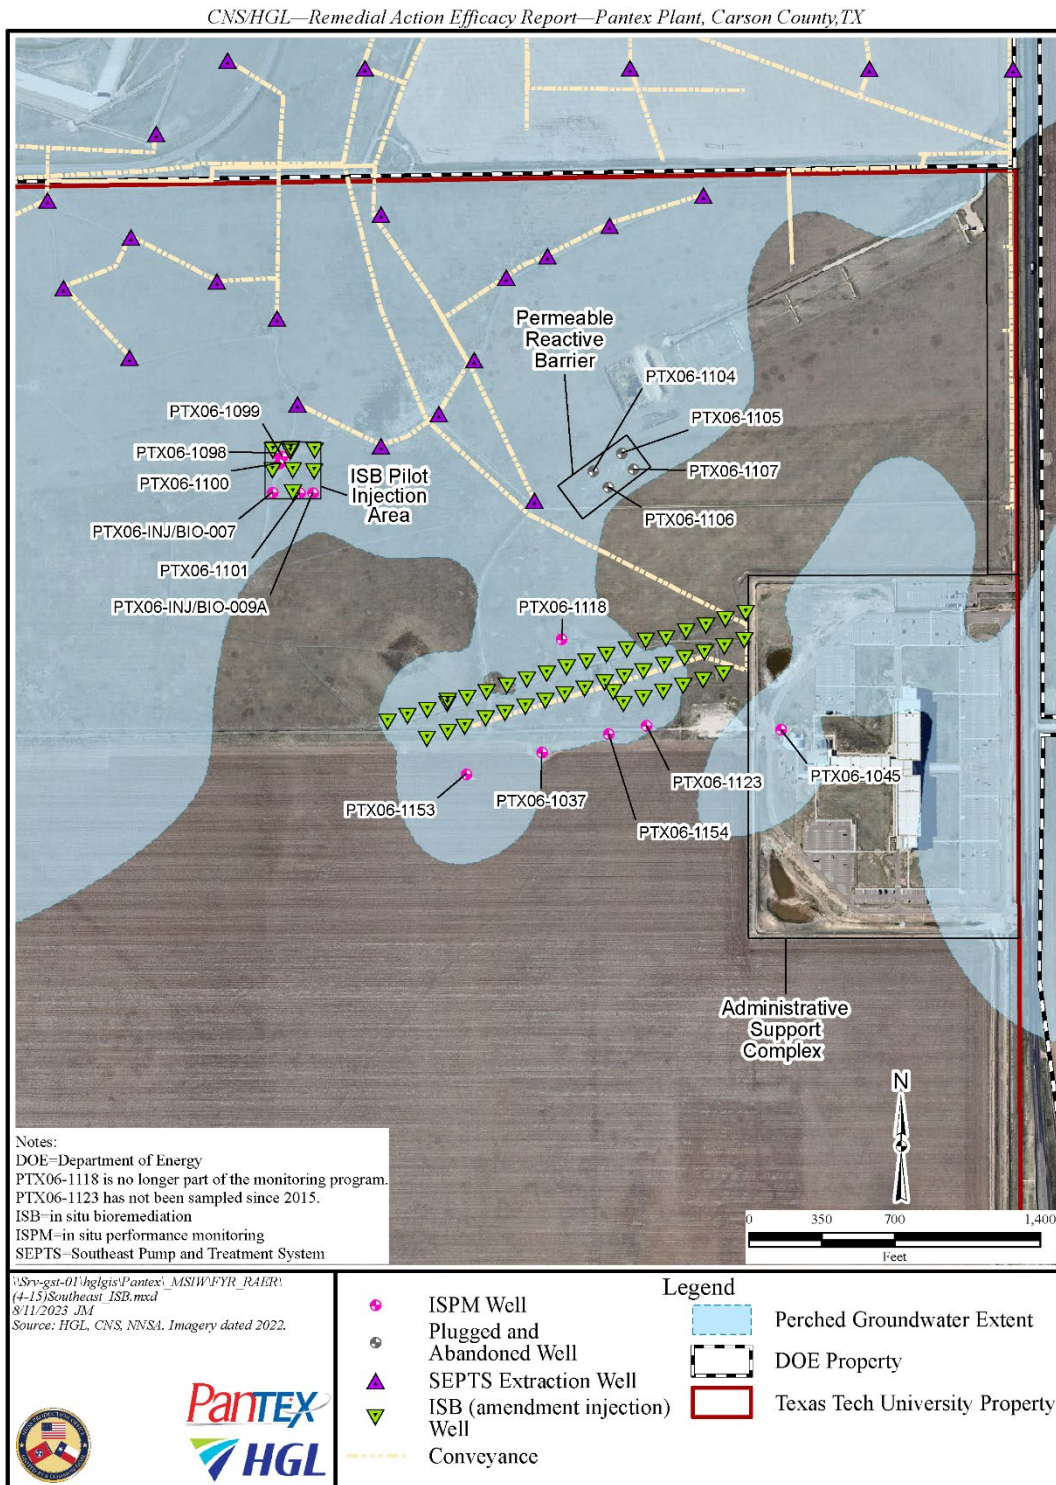 CNS/HGL—Remedial Action Efficacy Report—Pantex Plant, Carson County,TX
Permeable
Reactive
Barrier
PTX06-1104
PTX06-1105
PTX06-1107
PTX06-1106
PTX06-1099
PTX06-1098
PTX06-1100
ISB Pilot
Injection
Area
PTX06-INJ/BIO-007
PTX06-1101
PTX06-INJ/BIO-009A
PTX06-1118
PTX06-1153
PTX06-1037
PTX06-1123
PTX06-1154
PTX06-1045
Administrative
Support
Complex
N
0 350 700 1,400
Feet
Notes:
DOE=Department of Energy
PTX06-1118 is no longer part of the monitoring program.
PTX06-1123 has not been sampled since 2015.
ISB=in situ bioremediation
ISPM=in situ performance monitoring
SEPTS=Southeast Pump and Treatment System
\\Srv-gst-01\hglgis\Pantex\_MSIW\FYR_RAER\
(4-15)Southeast_ISB.mxd
8/11/2023 JM
Source: HGL, CNS, NNSA. Imagery dated 2022.
PanTEX
HGL
Legend
ISPM Well
Plugged and
Abandoned Well
SEPTS Extraction Well
ISB (amendment injection)
Well
Conveyance
Perched Groundwater Extent
DOE Property
Texas Tech University Property